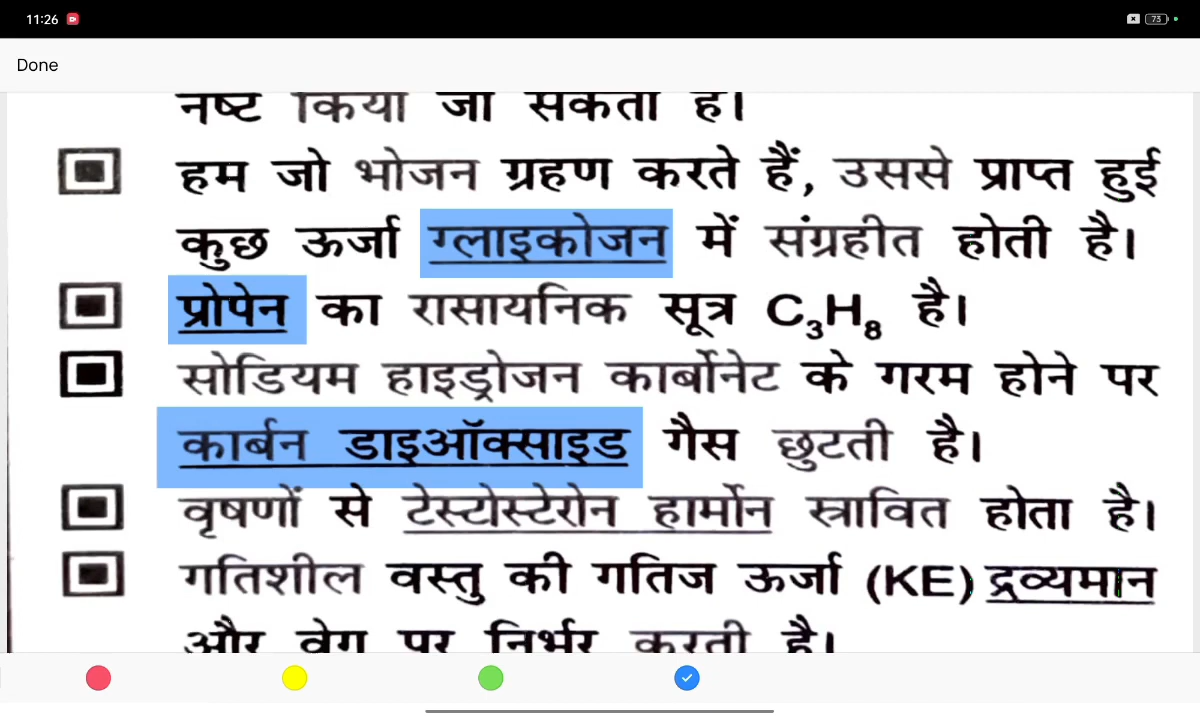 11:26
73
Done
नष्ट किया जा सकता है।
हम जो भोजन ग्रहण करते हैं, उससे प्राप्त हुई
कुछ ऊर्जा ग्लाइकोजन में संग्रहीत होती है।
प्रोपेन का रासायनिक सूत्र C₃H₈ है।
सोडियम हाइड्रोजन कार्बोनेट के गरम होने पर
कार्बन डाइऑक्साइड गैस छुटती है।
वृषणों से टेस्टोस्टेरोन हार्मोन स्रावित होता है।
गतिशील वस्तु की गतिज ऊर्जा (KE) द्रव्यमान
और वेग पर निर्भर करती है।